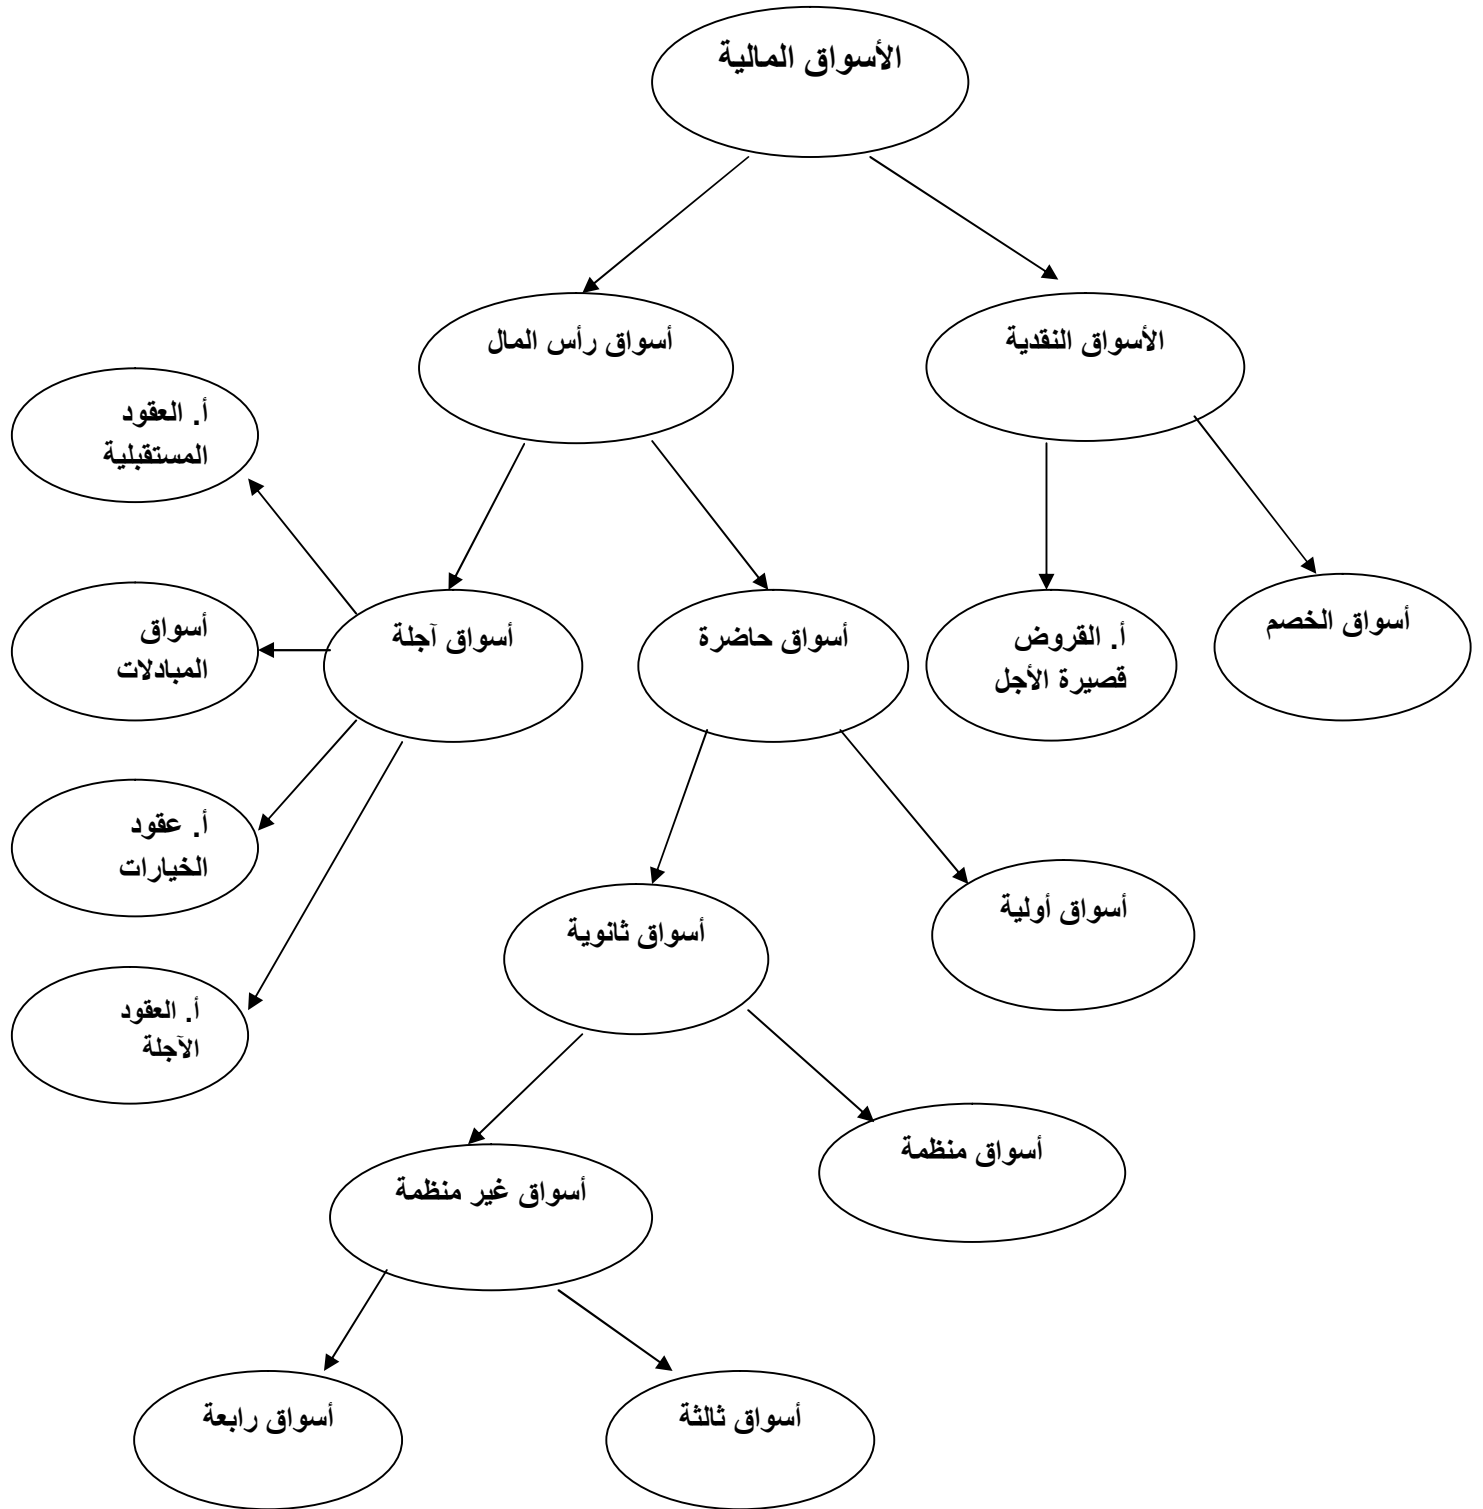 الأسواق المالية
الأسواق النقدية
أسواق رأس المال
أ. العقود
المستقبلية
أسواق الخصم
أ. القروض
قصيرة الأجل
أسواق حاضرة
أسواق آجلة
أسواق
المبادلات
أ. عقود
الخيارات
أسواق أولية
أسواق ثانوية
أ. العقود
الآجلة
أسواق منظمة
أسواق غير منظمة
أسواق ثالثة
أسواق رابعة